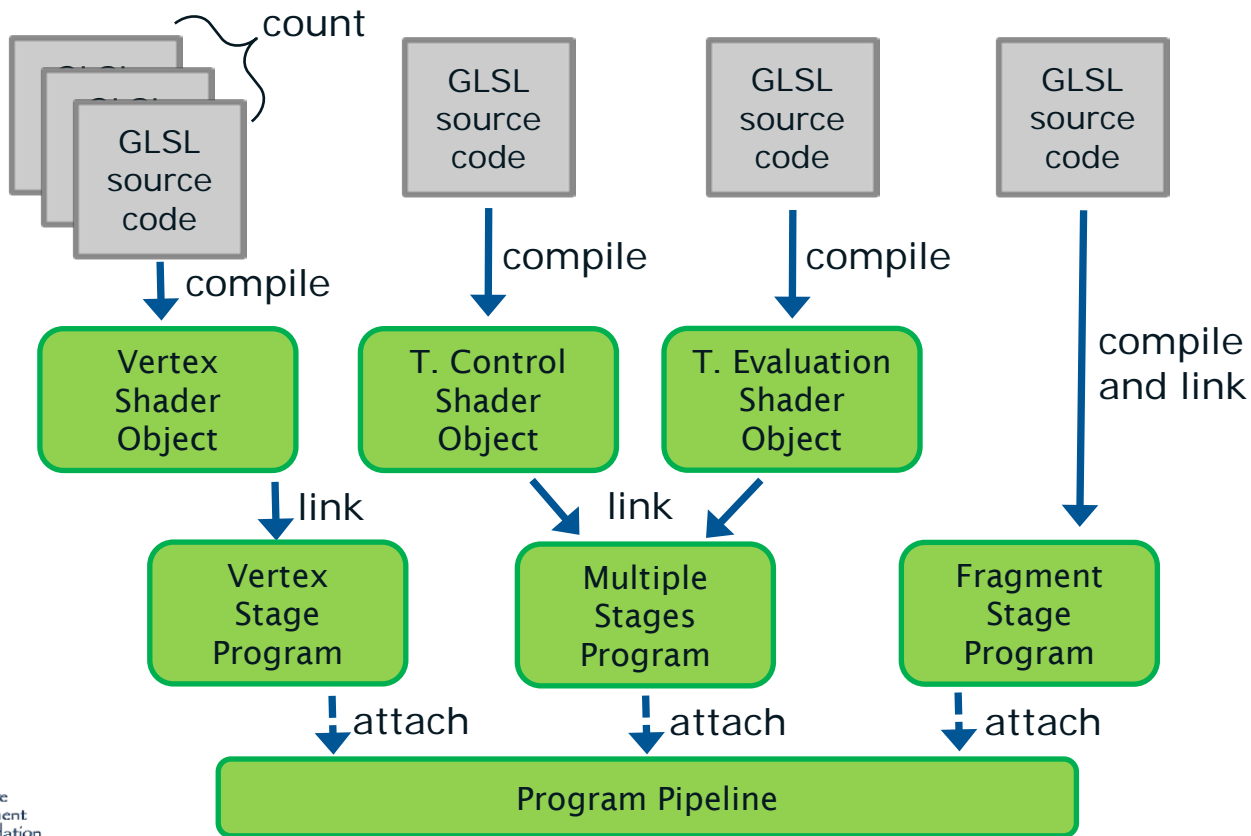 count
GLSL
source
code
GLSL
source
code
GLSL
source
code
GLSL
source
code
compile
compile
compile
compile
and link
Vertex
Shader
Object
T. Control
Shader
Object
T. Evaluation
Shader
Object
link
link
Vertex
Stage
Program
Multiple
Stages
Program
Fragment
Stage
Program
attach
attach
attach
Program Pipeline